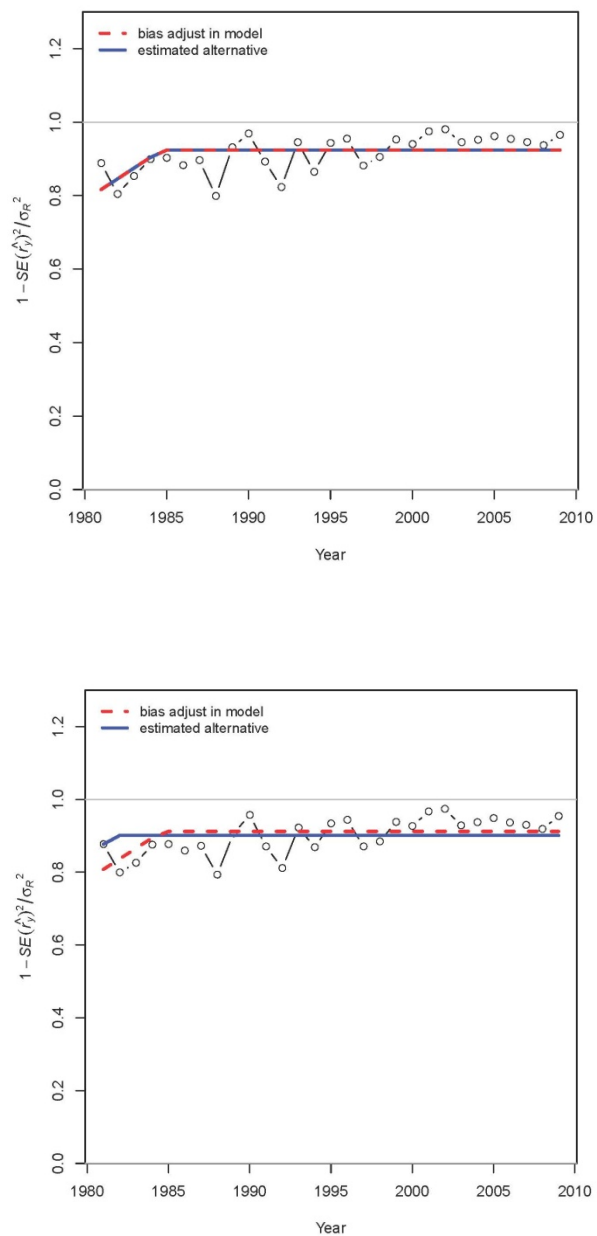 bias adjust in model
estimated alternative
1.2
1.0
0.8
0.6
0.4
0.2
0.0
1 − SE(r̂y)²/σR²
1980 1985 1990 1995 2000 2005 2010
Year
bias adjust in model
estimated alternative
1.2
1.0
0.8
0.6
0.4
0.2
0.0
1 − SE(r̂y)²/σR²
1980 1985 1990 1995 2000 2005 2010
Year